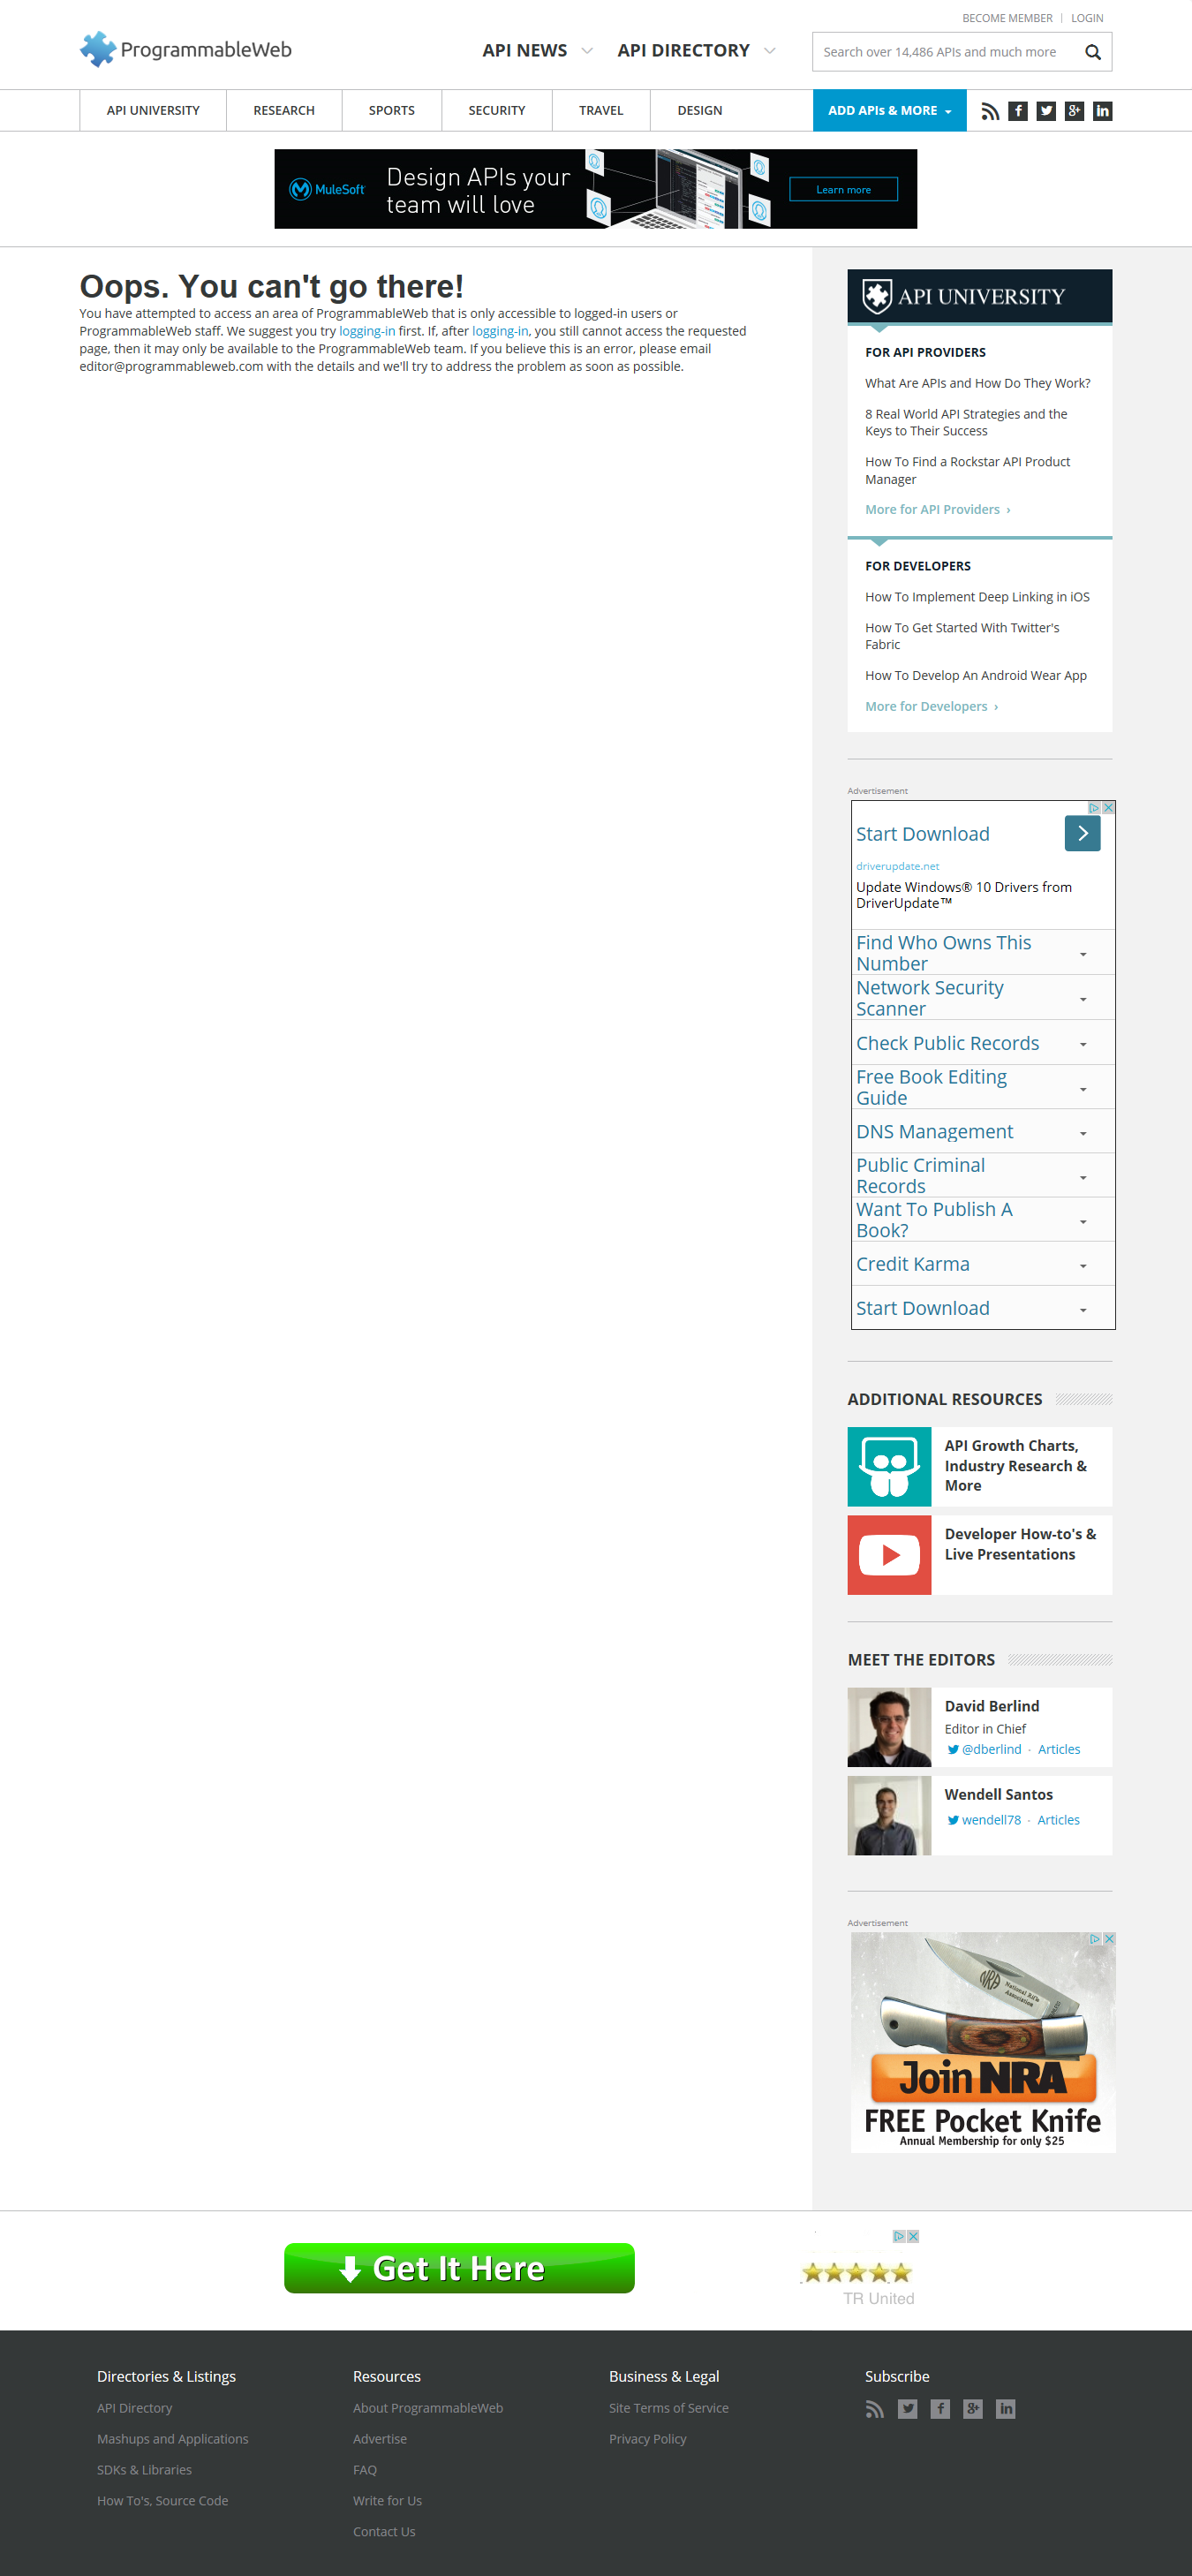 BECOME MEMBER | LOGIN
ProgrammableWeb
API NEWS
API DIRECTORY
Search over 14,486 APIs and much more
API UNIVERSITY
RESEARCH
SPORTS
SECURITY
TRAVEL
DESIGN
ADD APIs & MORE
MuleSoft
Design APIs your
team will love
Learn more
Oops. You can't go there!
You have attempted to access an area of ProgrammableWeb that is only accessible to logged-in users or
ProgrammableWeb staff. We suggest you try logging-in first. If, after logging-in, you still cannot access the requested
page, then it may only be available to the ProgrammableWeb team. If you believe this is an error, please email
editor@programmableweb.com with the details and we'll try to address the problem as soon as possible.
API UNIVERSITY
FOR API PROVIDERS
What Are APIs and How Do They Work?
8 Real World API Strategies and the
Keys to Their Success
How To Find a Rockstar API Product
Manager
More for API Providers ›
FOR DEVELOPERS
How To Implement Deep Linking in iOS
How To Get Started With Twitter's
Fabric
How To Develop An Android Wear App
More for Developers ›
Advertisement
Start Download
driverupdate.net
Update Windows® 10 Drivers from
DriverUpdate™
Find Who Owns This
Number
Network Security
Scanner
Check Public Records
Free Book Editing
Guide
DNS Management
Public Criminal
Records
Want To Publish A
Book?
Credit Karma
Start Download
ADDITIONAL RESOURCES
API Growth Charts,
Industry Research &
More
Developer How-to's &
Live Presentations
MEET THE EDITORS
David Berlind
Editor in Chief
@dberlind · Articles
Wendell Santos
wendell78 · Articles
Advertisement
NRA
National Rifle
Association
Join NRA
FREE Pocket Knife
Annual Membership for only $25
Get It Here
TR United
Directories & Listings
API Directory
Mashups and Applications
SDKs & Libraries
How To's, Source Code
Resources
About ProgrammableWeb
Advertise
FAQ
Write for Us
Contact Us
Business & Legal
Site Terms of Service
Privacy Policy
Subscribe